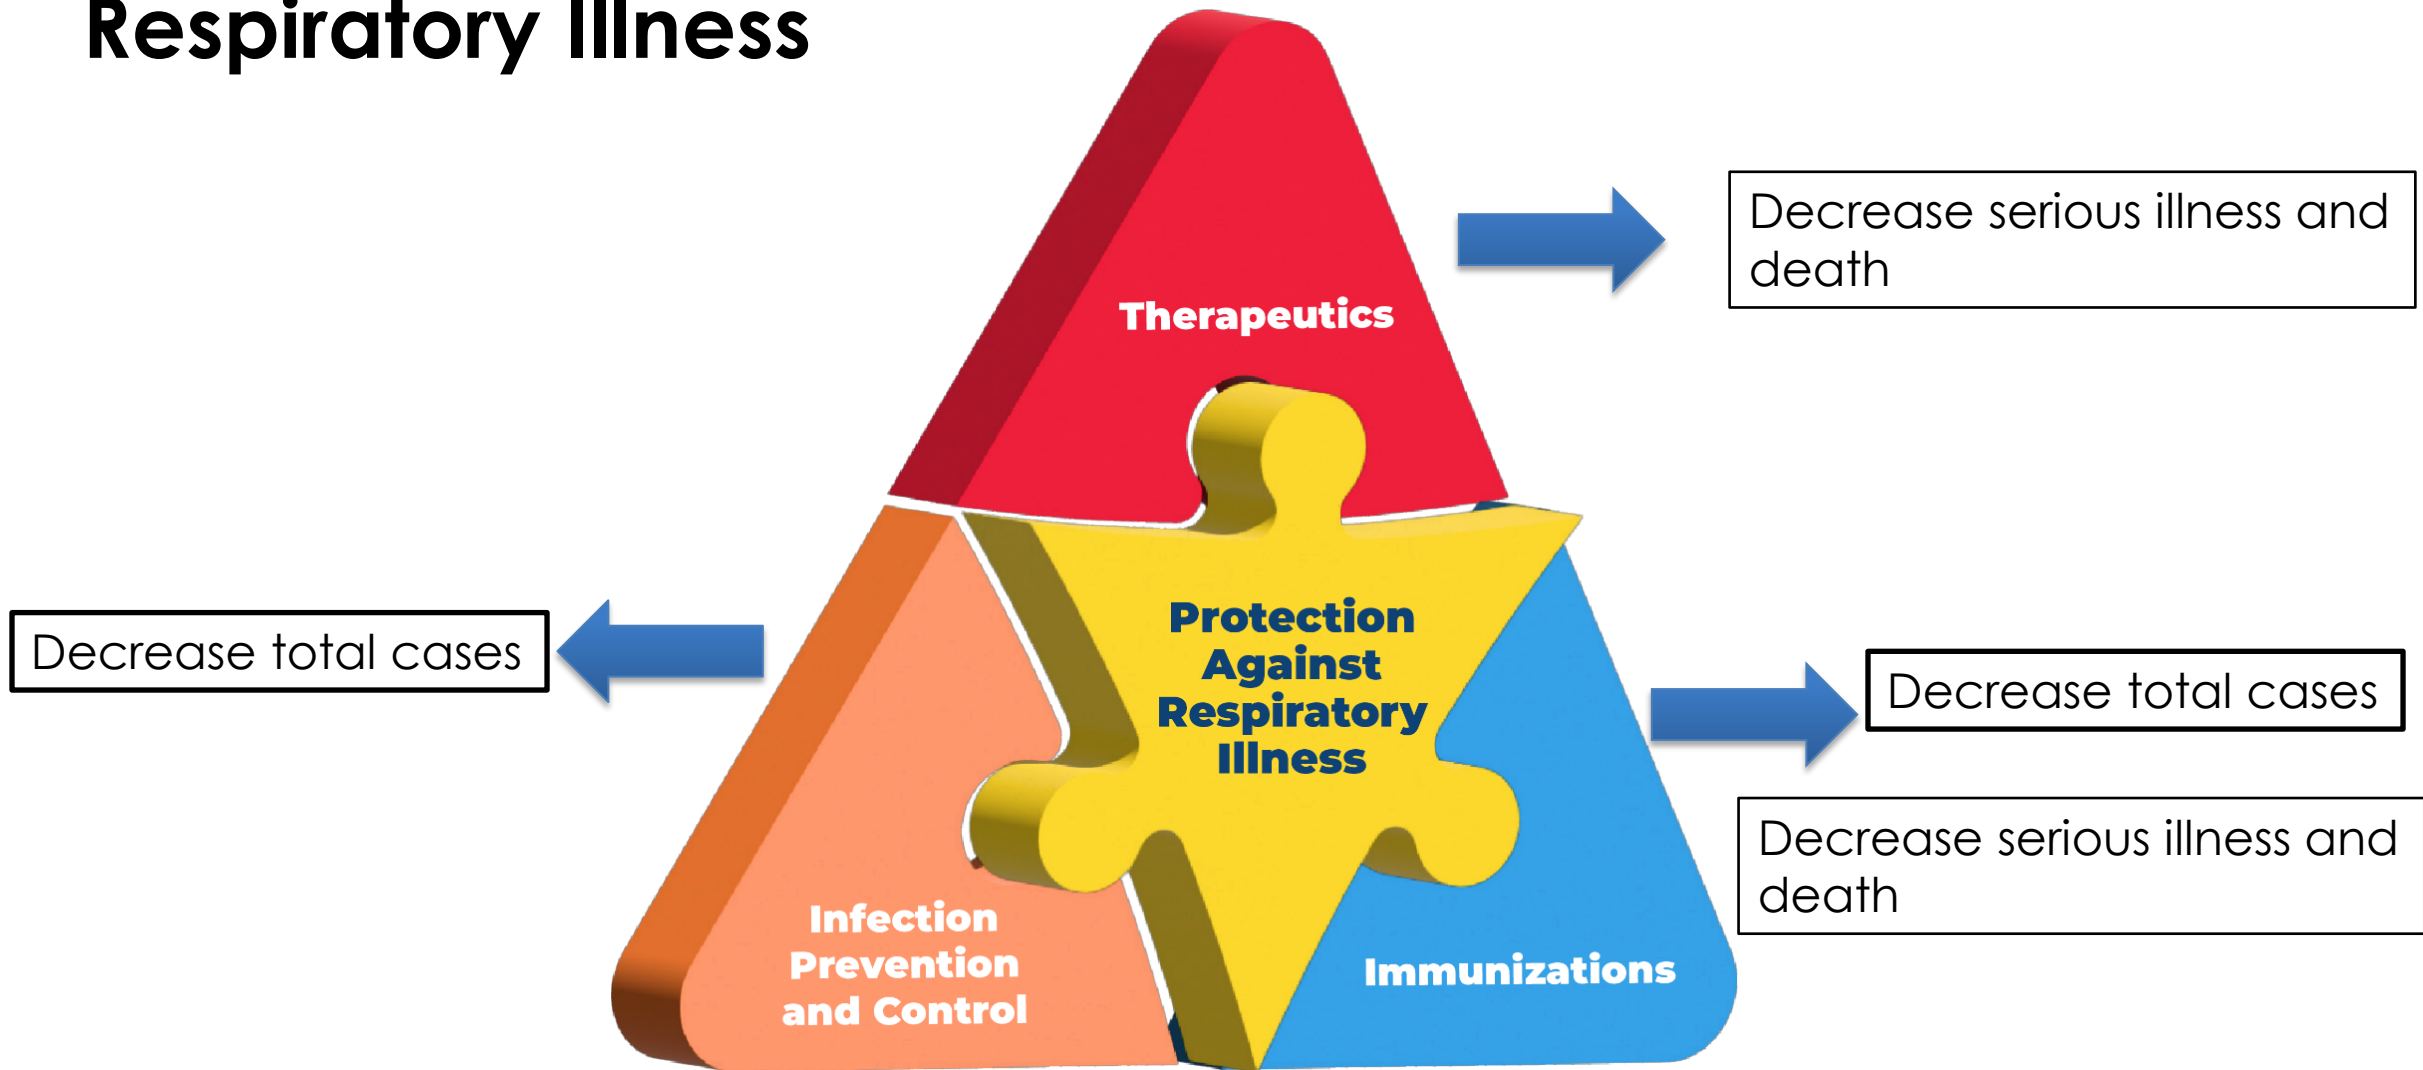 Respiratory Illness
Decrease serious illness and
death
Therapeutics
Protection
Against
Respiratory
Illness
Decrease total cases
Decrease total cases
Decrease serious illness and
death
Infection
Prevention
and Control
Immunizations